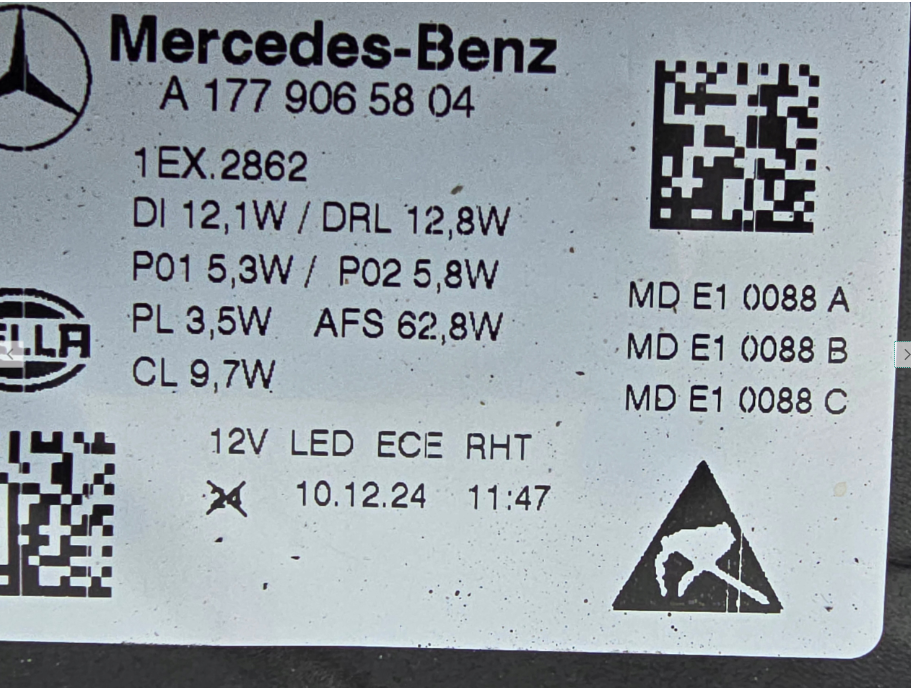 Mercedes-Benz
A 177 906 58 04
1EX.2862
DI 12,1W / DRL 12,8W
P01 5,3W / P02 5,8W
PL 3,5W AFS 62,8W
CL 9,7W
MD E1 0088 A
MD E1 0088 B
MD E1 0088 C
12V LED ECE RHT
24 10.12.24 11:47